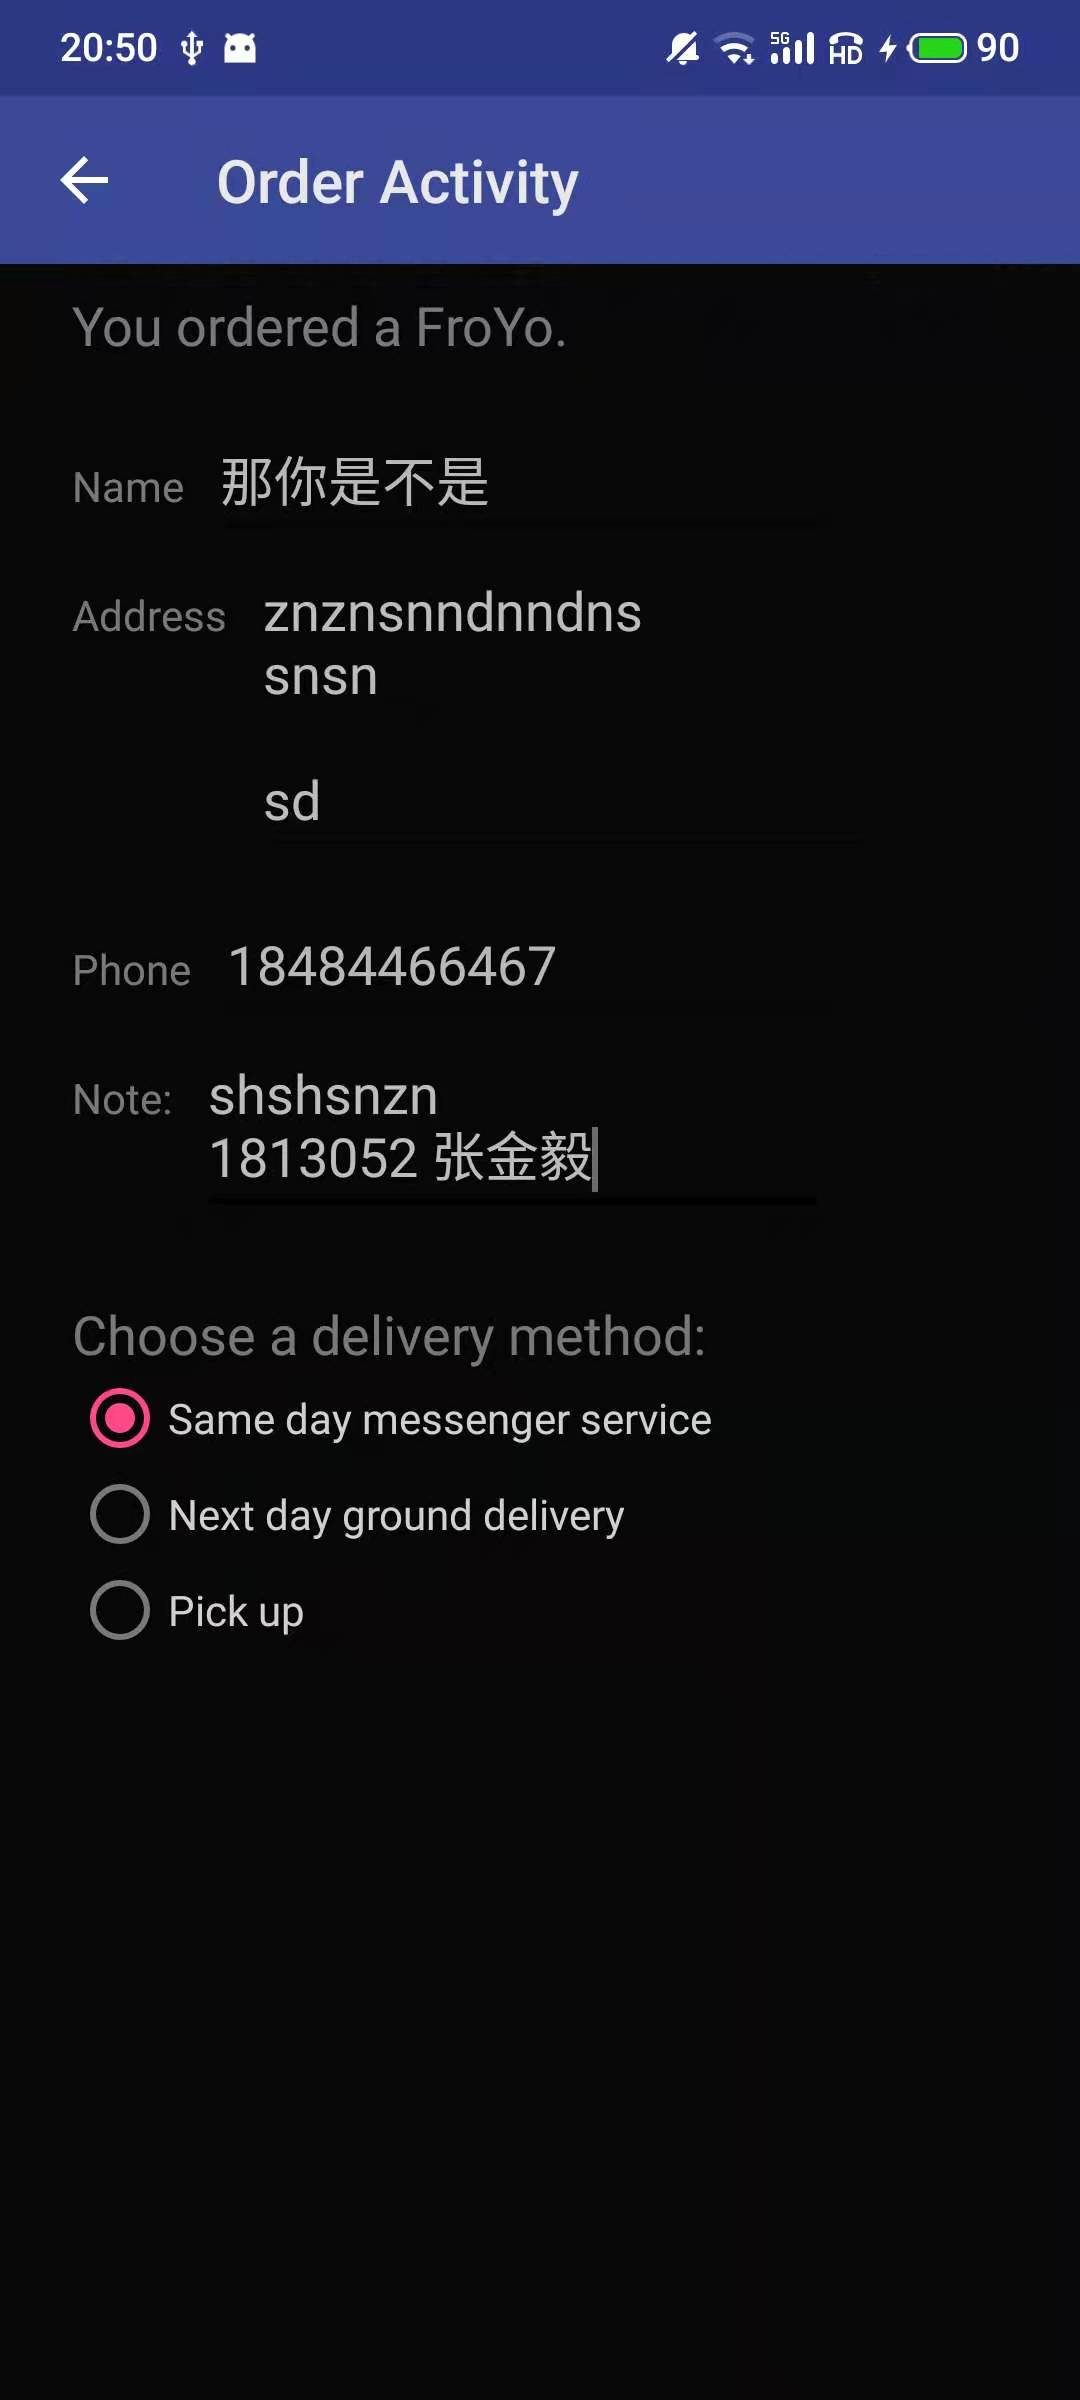 20:50 5G HD 90
Order Activity
You ordered a FroYo.
Name 那你是不是
Address znznsnndnndns
snsn
sd
Phone 18484466467
Note: shshsnzn
1813052 张金毅
Choose a delivery method:
Same day messenger service
Next day ground delivery
Pick up